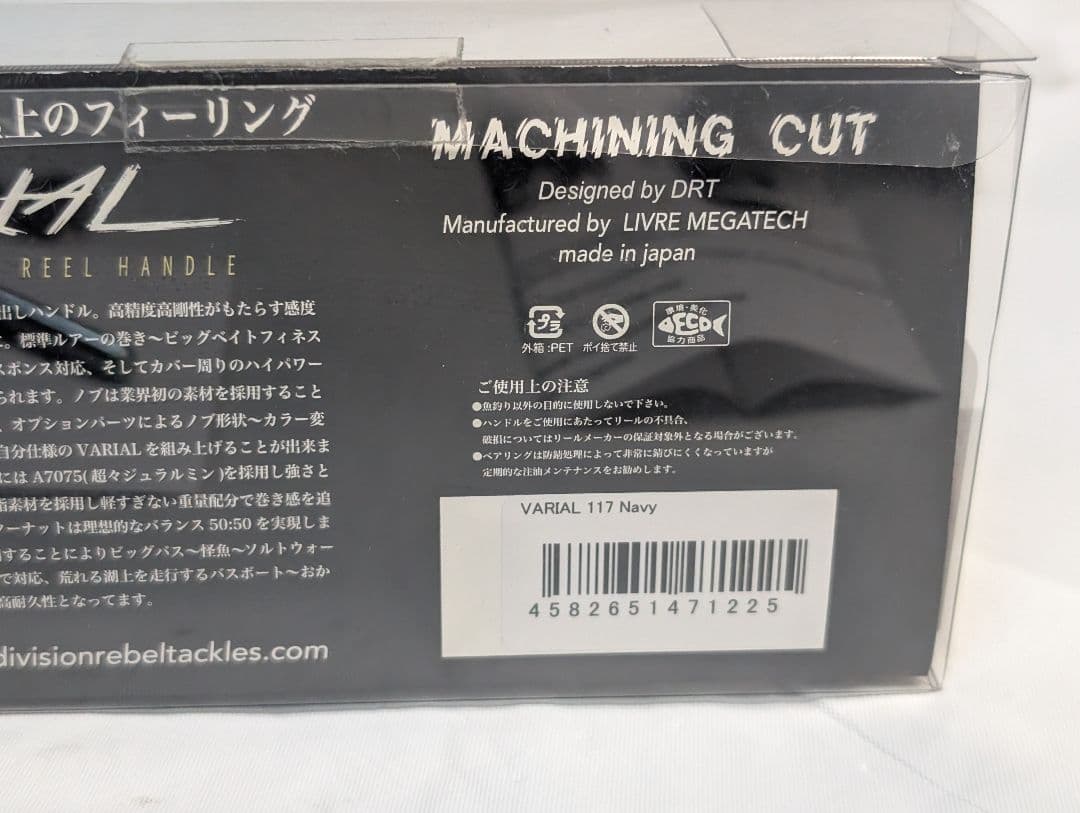 上のフィーリング
IAL
REEL HANDLE
出しハンドル。高精度高剛性がもたらす感度
。標準ルアーの巻き〜ビッグベイトフィネス
スポンス対応、そしてカバー周りのハイパワー
られます。ノブは業界初の素材を採用すること
、オプションパーツによるノブ形状〜カラー変
自分仕様の VARIAL を組み上げることが出来ま
には A7075( 超々ジュラルミン )を採用し強さと
脂素材を採用し軽すぎない重量配分で巻き感を追
ワーナットは理想的なバランス 50:50 を実現しま
することによりビッグバス〜怪魚〜ソルトウォー
で対応、荒れる湖上を走行するバスボート〜おか
高耐久性となってます。
divisionrebeltackles.com
MACHINING CUT
Designed by DRT
Manufactured by LIVRE MEGATECH
made in japan
プラ
外箱 :PET
ポイ捨て禁止
環境・美化
ECO
協力商品
ご使用上の注意
●魚釣り以外の目的に使用しないで下さい。
●ハンドルをご使用にあたってリールの不具合、
破損についてはリールメーカーの保証対象外となる場合がございます。
●ベアリングは防錆処理によって非常に錆びにくくなっていますが
定期的な注油メンテナンスをお勧めします。
VARIAL 117 Navy
4582651471225